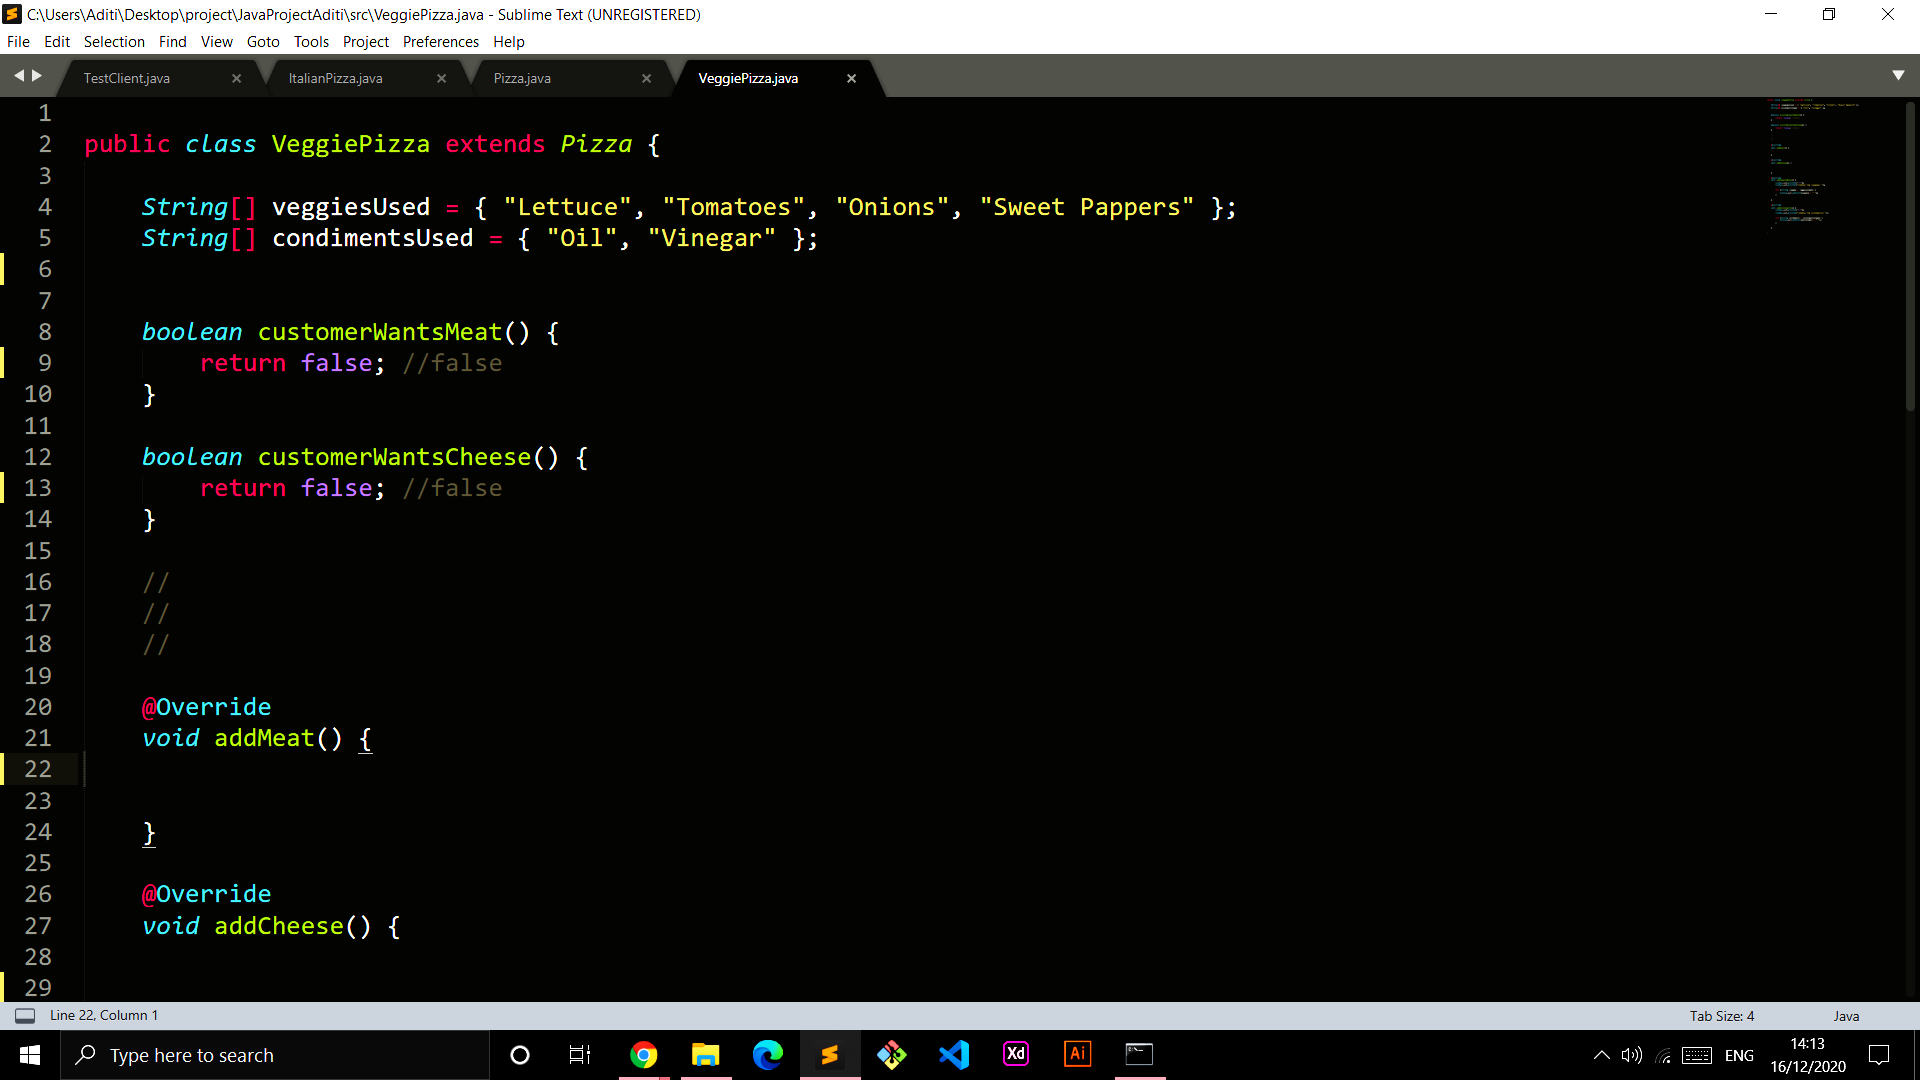 C:\Users\Aditi\Desktop\project\JavaProjectAditi\src\VeggiePizza.java - Sublime Text (UNREGISTERED)
File Edit Selection Find View Goto Tools Project Preferences Help
TestClient.java ItalianPizza.java Pizza.java VeggiePizza.java
1
2 public class VeggiePizza extends Pizza {
3
4 String[] veggiesUsed = { "Lettuce", "Tomatoes", "Onions", "Sweet Pappers" };
5 String[] condimentsUsed = { "Oil", "Vinegar" };
6
7
8 boolean customerWantsMeat() {
9 return false; //false
10 }
11
12 boolean customerWantsCheese() {
13 return false; //false
14 }
15
16 //
17 //
18 //
19
20 @Override
21 void addMeat() {
22
23
24 }
25
26 @Override
27 void addCheese() {
28
29
Line 22, Column 1 Tab Size: 4 Java
Type here to search Xd Ai ENG 14:13
16/12/2020